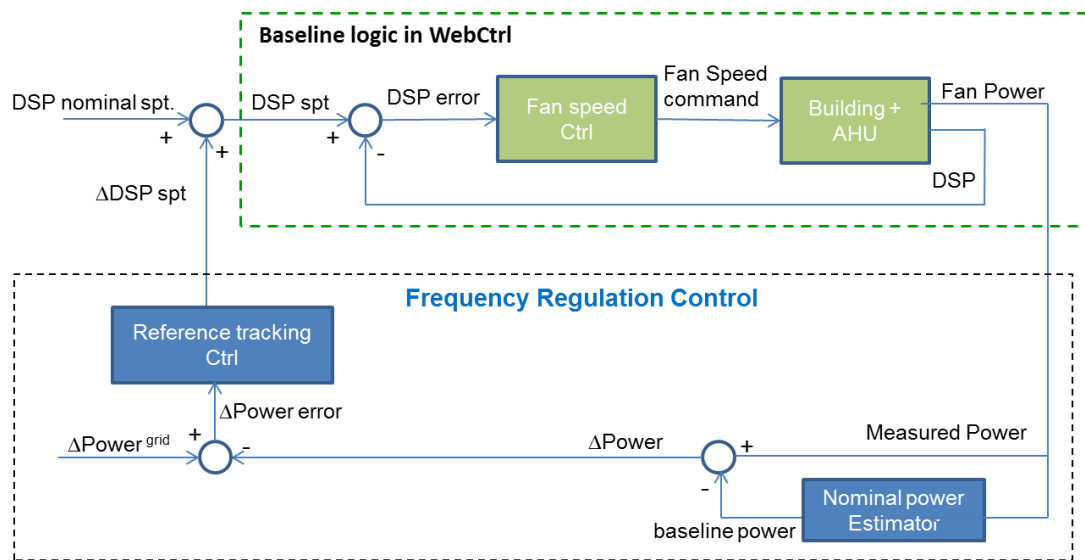 Baseline logic in WebCtrl
DSP nominal spt.
+
+
DSP spt
+
-
DSP error
Fan speed
Ctrl
Fan Speed
command
Building +
AHU
Fan Power
DSP
ΔDSP spt
Frequency Regulation Control
Reference tracking
Ctrl
ΔPower error
ΔPower grid
+
-
ΔPower
+
-
Measured Power
baseline power
Nominal power
Estimator